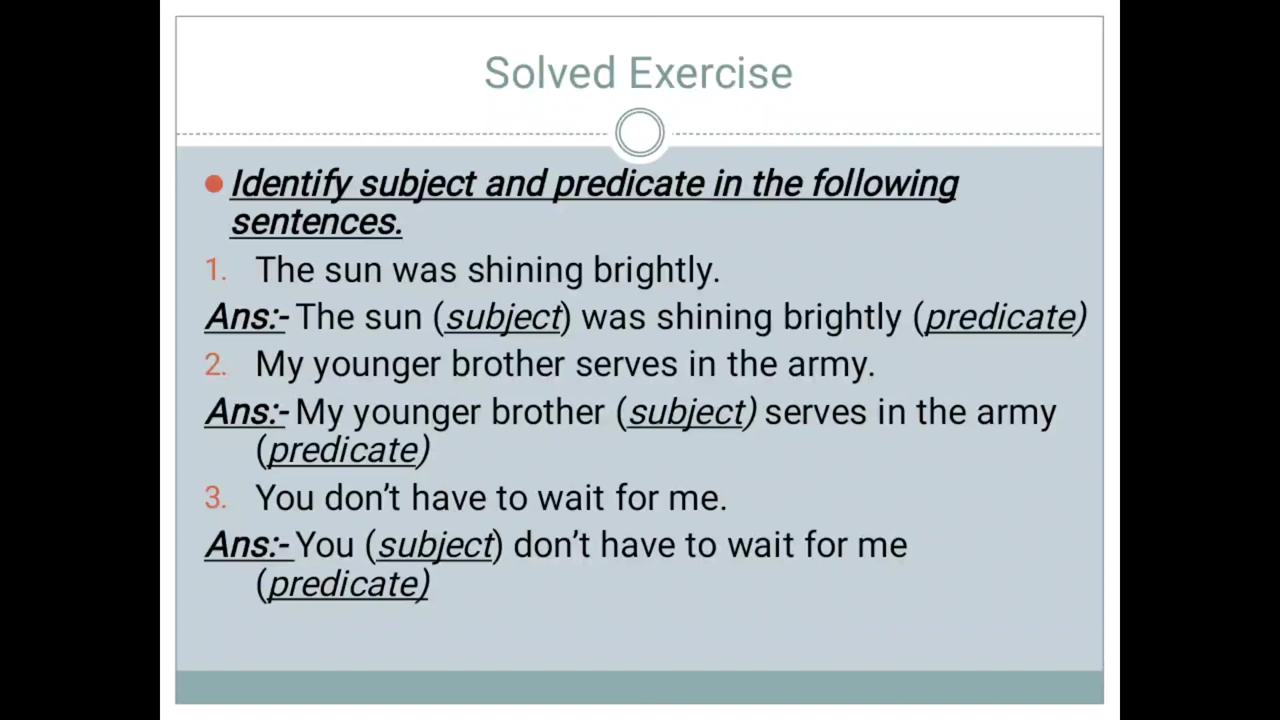 Solved Exercise
Identify subject and predicate in the following
sentences.
1. The sun was shining brightly.
Ans:- The sun (subject) was shining brightly (predicate)
2. My younger brother serves in the army.
Ans:- My younger brother (subject) serves in the army
(predicate)
3. You don’t have to wait for me.
Ans:- You (subject) don’t have to wait for me
(predicate)